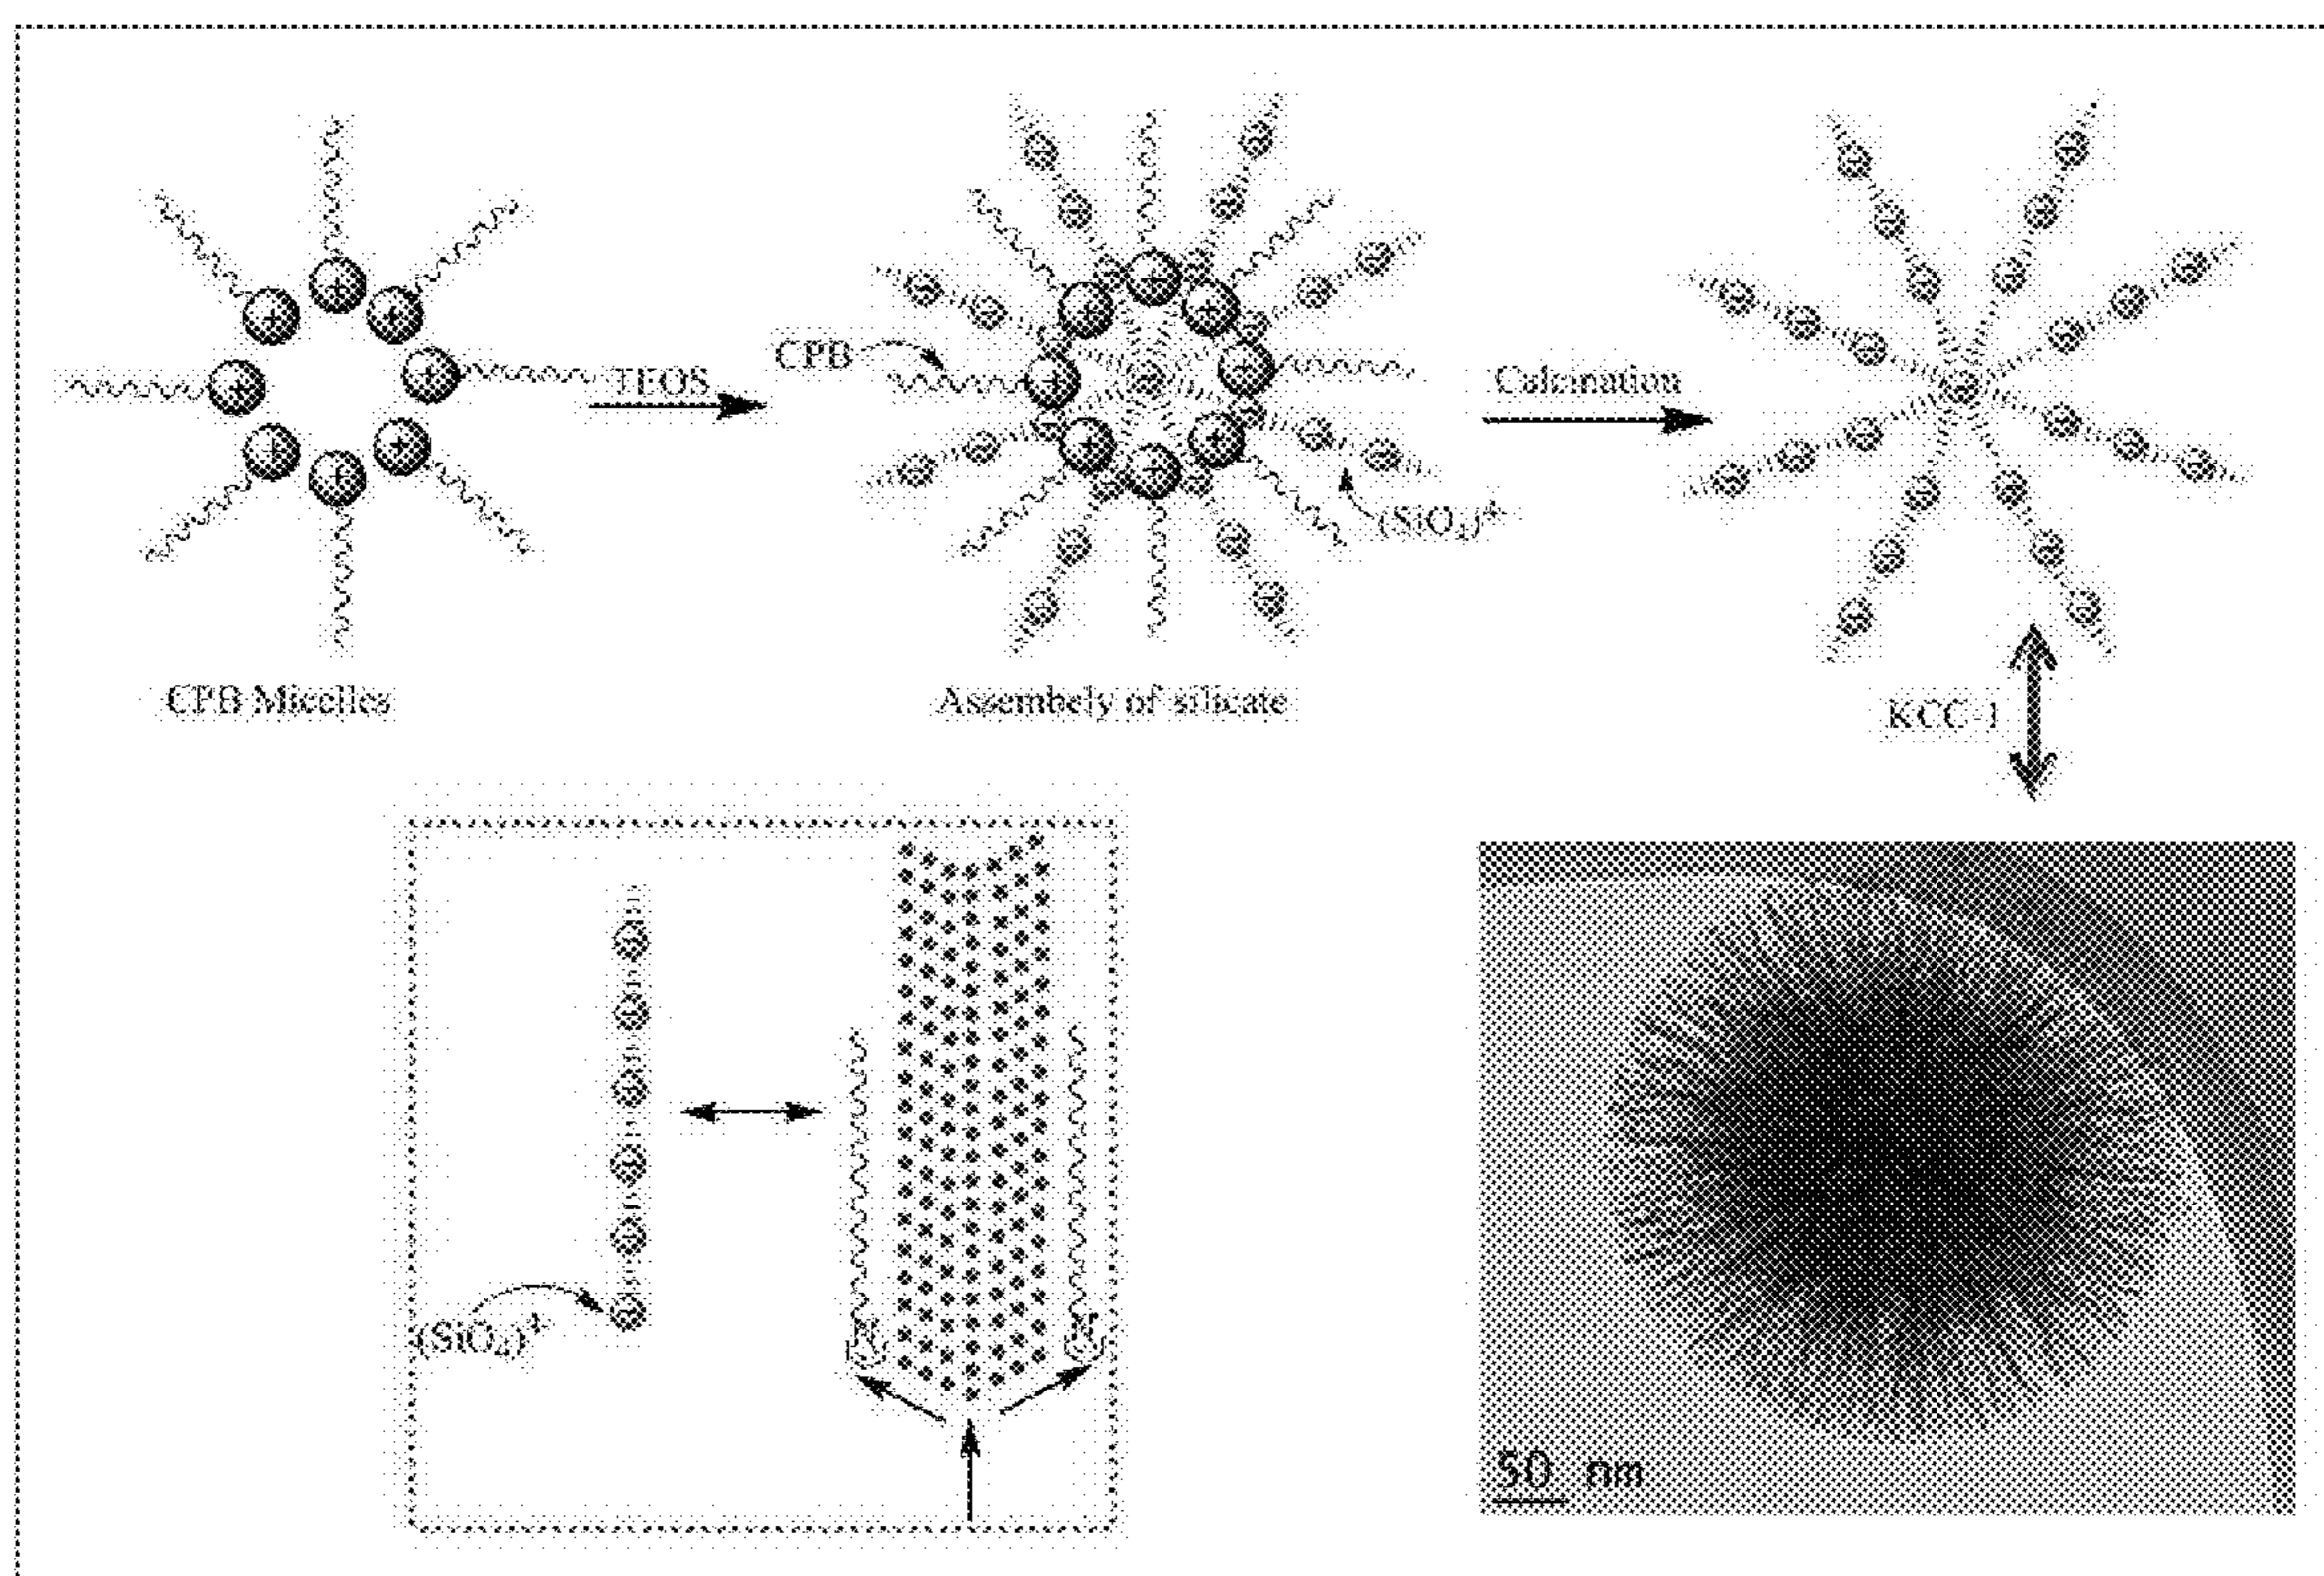 TEOS
CPB
Calcination
(SiO₄)⁴⁻
CPB Micelles
Assembely of silicate
KCC-1
(SiO₄)⁴⁻
50 nm